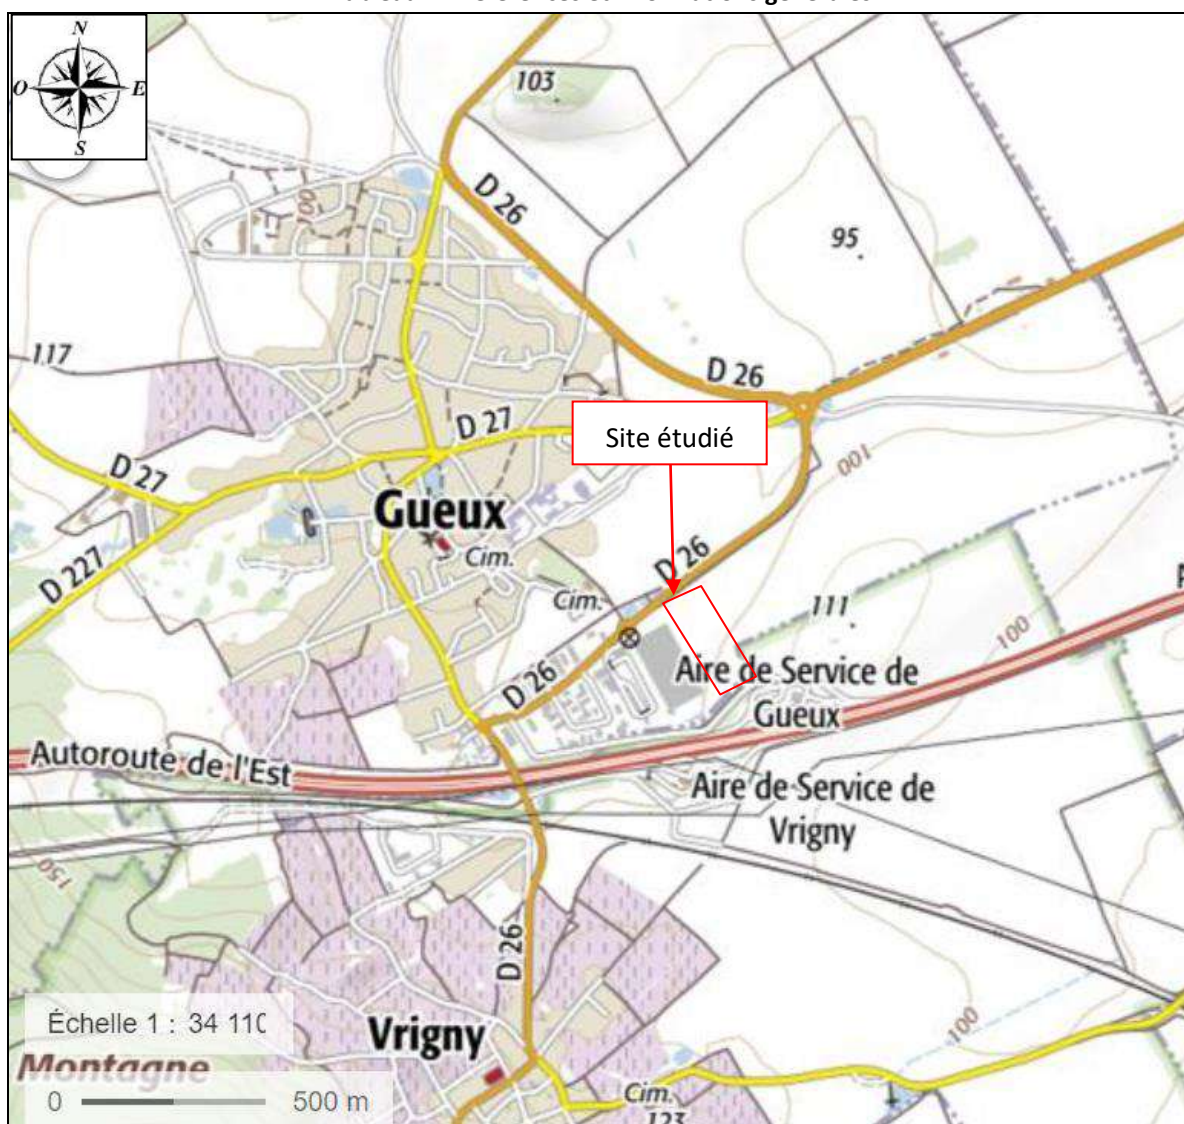 N
O
E
S
103
D 26
100
95
117
D 26
Site étudié
D 27
D 27
100
Gueux
Cim.
D 26
D 227
Cim.
111
100
Aire de Service de
Gueux
D 26
Autoroute de l'Est
Aire de Service de
Vrigny
150
D 26
100
Échelle 1 : 34 110
Vrigny
Montagne
Cim.
123
0
500 m